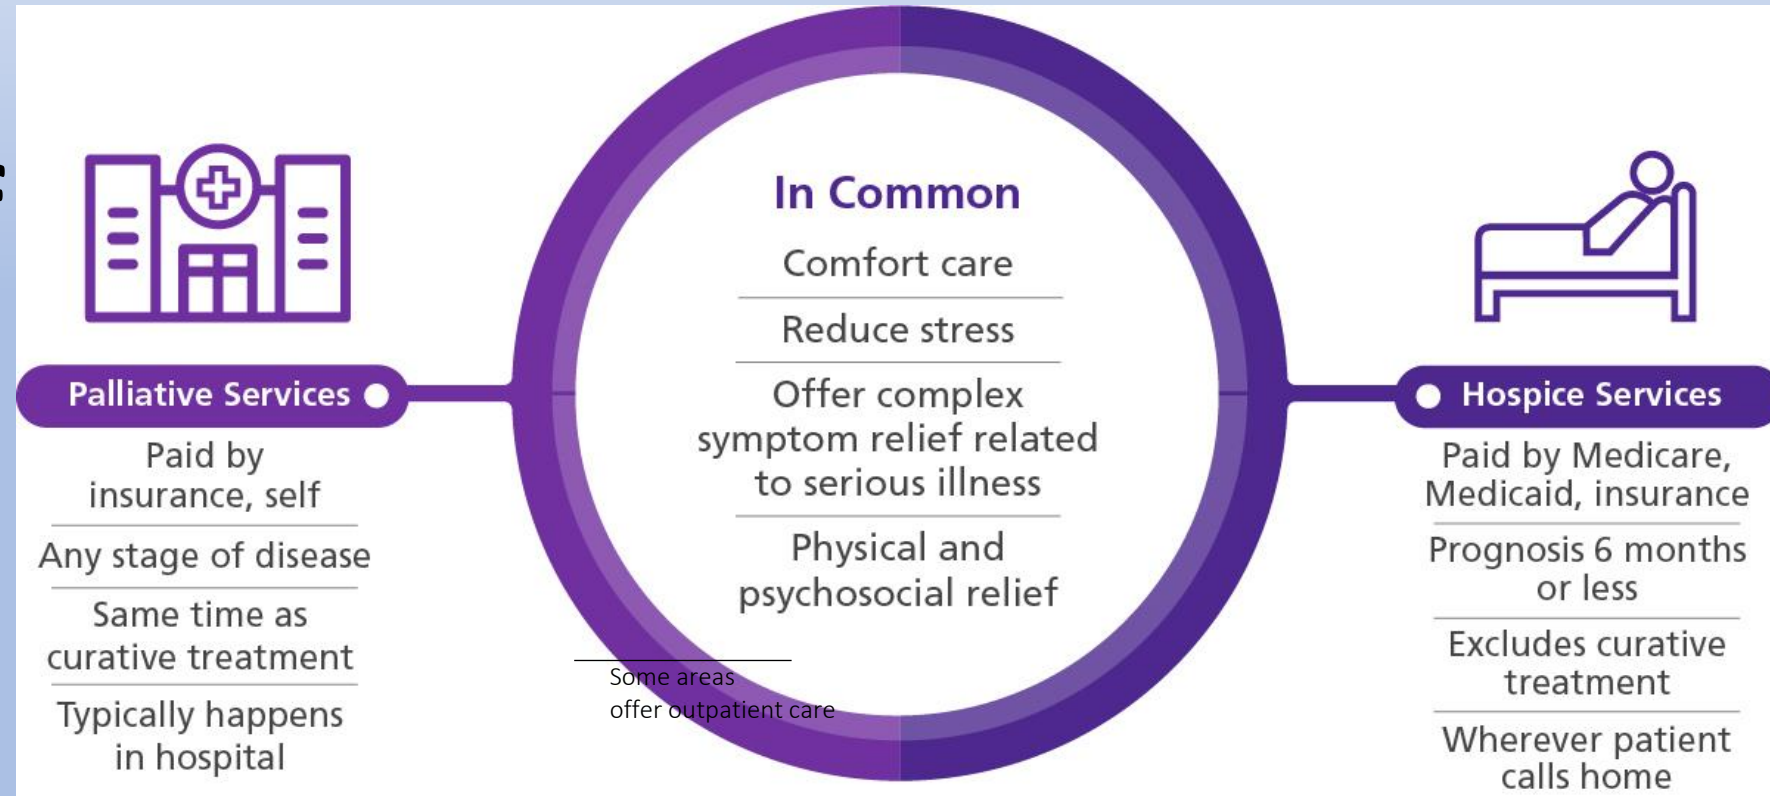 Palliative Services
Paid by
insurance, self
Any stage of disease
Same time as
curative treatment
Typically happens
in hospital
In Common
Comfort care
Reduce stress
Offer complex
symptom relief related
to serious illness
Physical and
psychosocial relief
Some areas
offer outpatient care
Hospice Services
Paid by Medicare,
Medicaid, insurance
Prognosis 6 months
or less
Excludes curative
treatment
Wherever patient
calls home